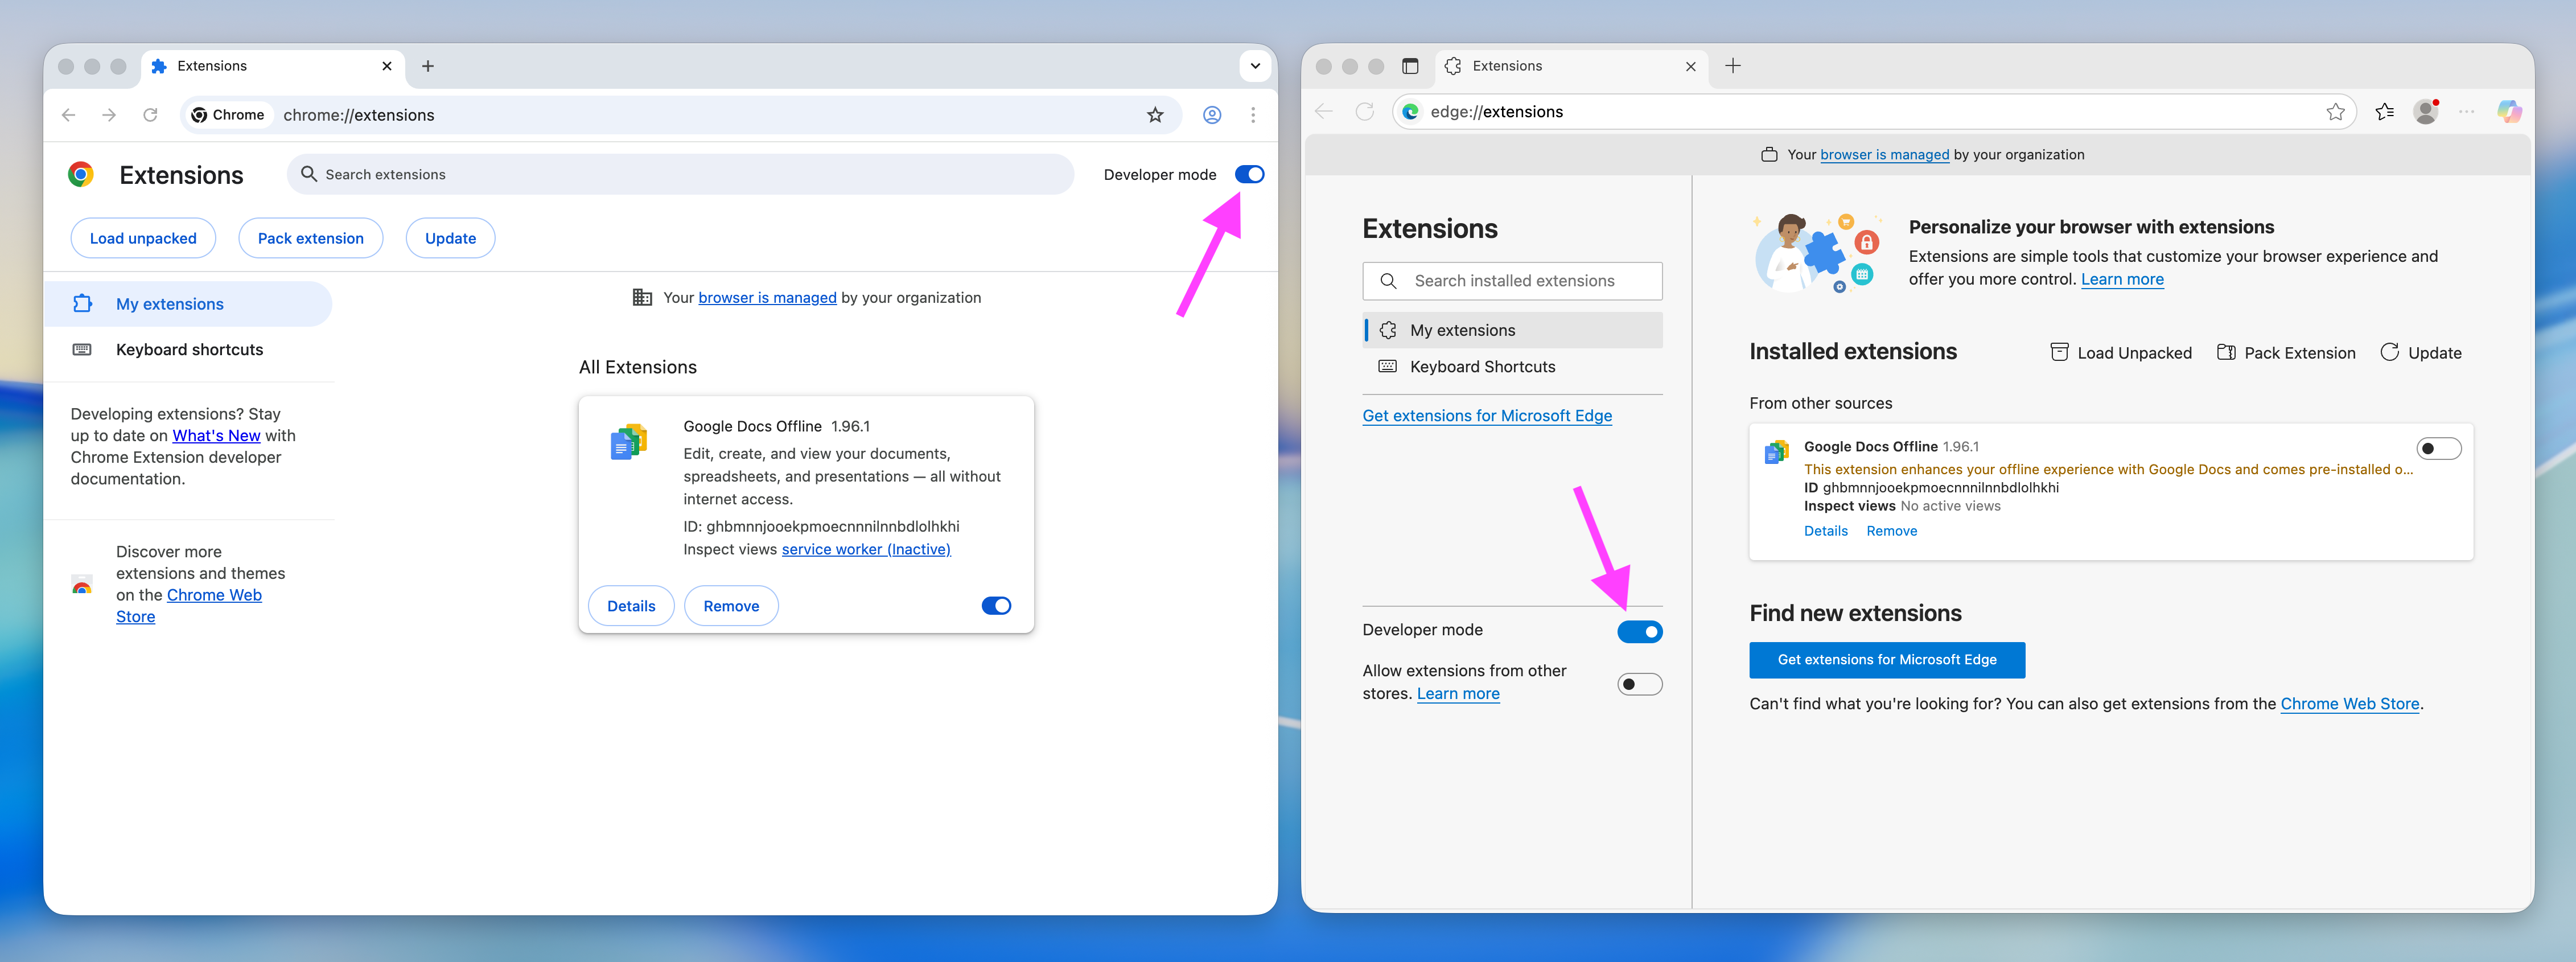 Extensions
Chrome
chrome://extensions
Extensions
Search extensions
Developer mode
Load unpacked
Pack extension
Update
My extensions
Keyboard shortcuts
Developing extensions? Stay
up to date on What's New with
Chrome Extension developer
documentation.
Discover more
extensions and themes
on the Chrome Web
Store
Your browser is managed by your organization
All Extensions
Google Docs Offline 1.96.1
Edit, create, and view your documents,
spreadsheets, and presentations — all without
internet access.
ID: ghbmnnjooekpmoecnnnilnnbdlolhkhi
Inspect views service worker (Inactive)
Details
Remove
Extensions
edge://extensions
Your browser is managed by your organization
Extensions
Search installed extensions
My extensions
Keyboard Shortcuts
Get extensions for Microsoft Edge
Developer mode
Allow extensions from other
stores. Learn more
Personalize your browser with extensions
Extensions are simple tools that customize your browser experience and
offer you more control. Learn more
Installed extensions
Load Unpacked
Pack Extension
Update
From other sources
Google Docs Offline 1.96.1
This extension enhances your offline experience with Google Docs and comes pre-installed o...
ID ghbmnnjooekpmoecnnnilnnbdlolhkhi
Inspect views No active views
Details
Remove
Find new extensions
Get extensions for Microsoft Edge
Can't find what you're looking for? You can also get extensions from the Chrome Web Store.